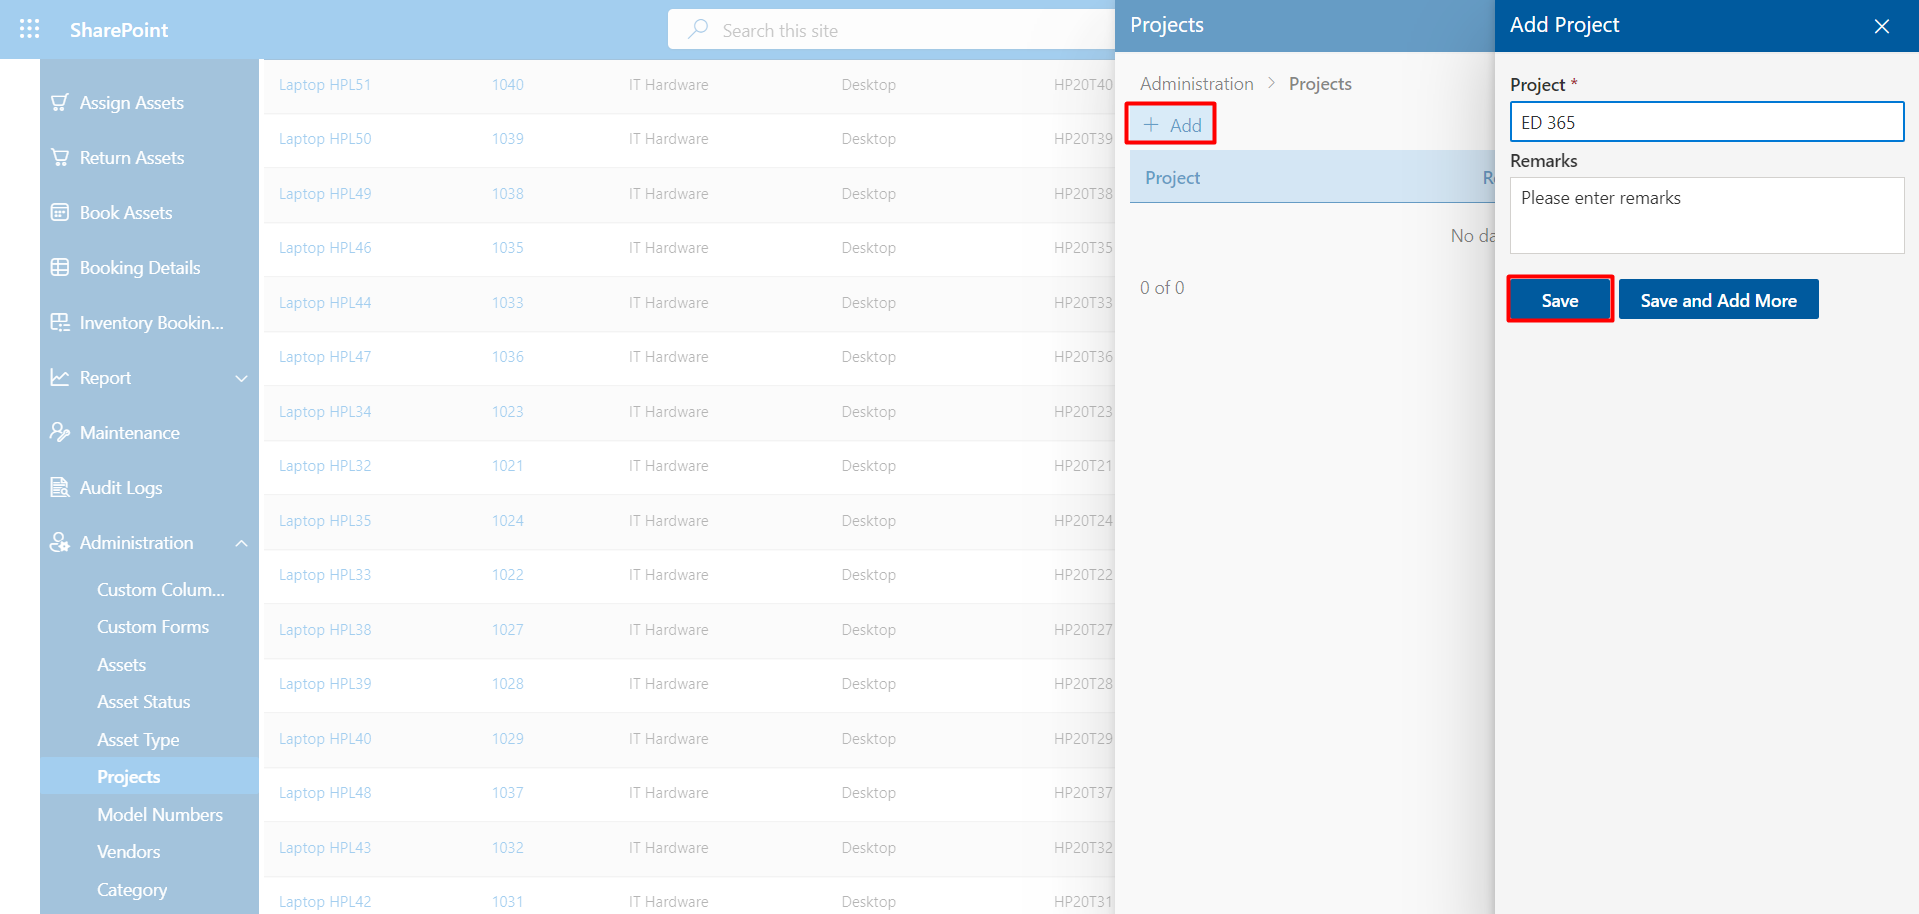 SharePoint
Search this site
Projects
Add Project
Assign Assets
Return Assets
Book Assets
Booking Details
Inventory Bookin...
Report
Maintenance
Audit Logs
Administration
Custom Colum...
Custom Forms
Assets
Asset Status
Asset Type
Projects
Model Numbers
Vendors
Category
Laptop HPL51 1040 IT Hardware Desktop HP20T40
Laptop HPL50 1039 IT Hardware Desktop HP20T39
Laptop HPL49 1038 IT Hardware Desktop HP20T38
Laptop HPL46 1035 IT Hardware Desktop HP20T35
Laptop HPL44 1033 IT Hardware Desktop HP20T33
Laptop HPL47 1036 IT Hardware Desktop HP20T36
Laptop HPL34 1023 IT Hardware Desktop HP20T23
Laptop HPL32 1021 IT Hardware Desktop HP20T21
Laptop HPL35 1024 IT Hardware Desktop HP20T24
Laptop HPL33 1022 IT Hardware Desktop HP20T22
Laptop HPL38 1027 IT Hardware Desktop HP20T27
Laptop HPL39 1028 IT Hardware Desktop HP20T28
Laptop HPL40 1029 IT Hardware Desktop HP20T29
Laptop HPL48 1037 IT Hardware Desktop HP20T37
Laptop HPL43 1032 IT Hardware Desktop HP20T32
Laptop HPL42 1031 IT Hardware Desktop HP20T31
Administration > Projects
+ Add
Project
No
0 of 0
Project *
ED 365
Remarks
Please enter remarks
Save
Save and Add More